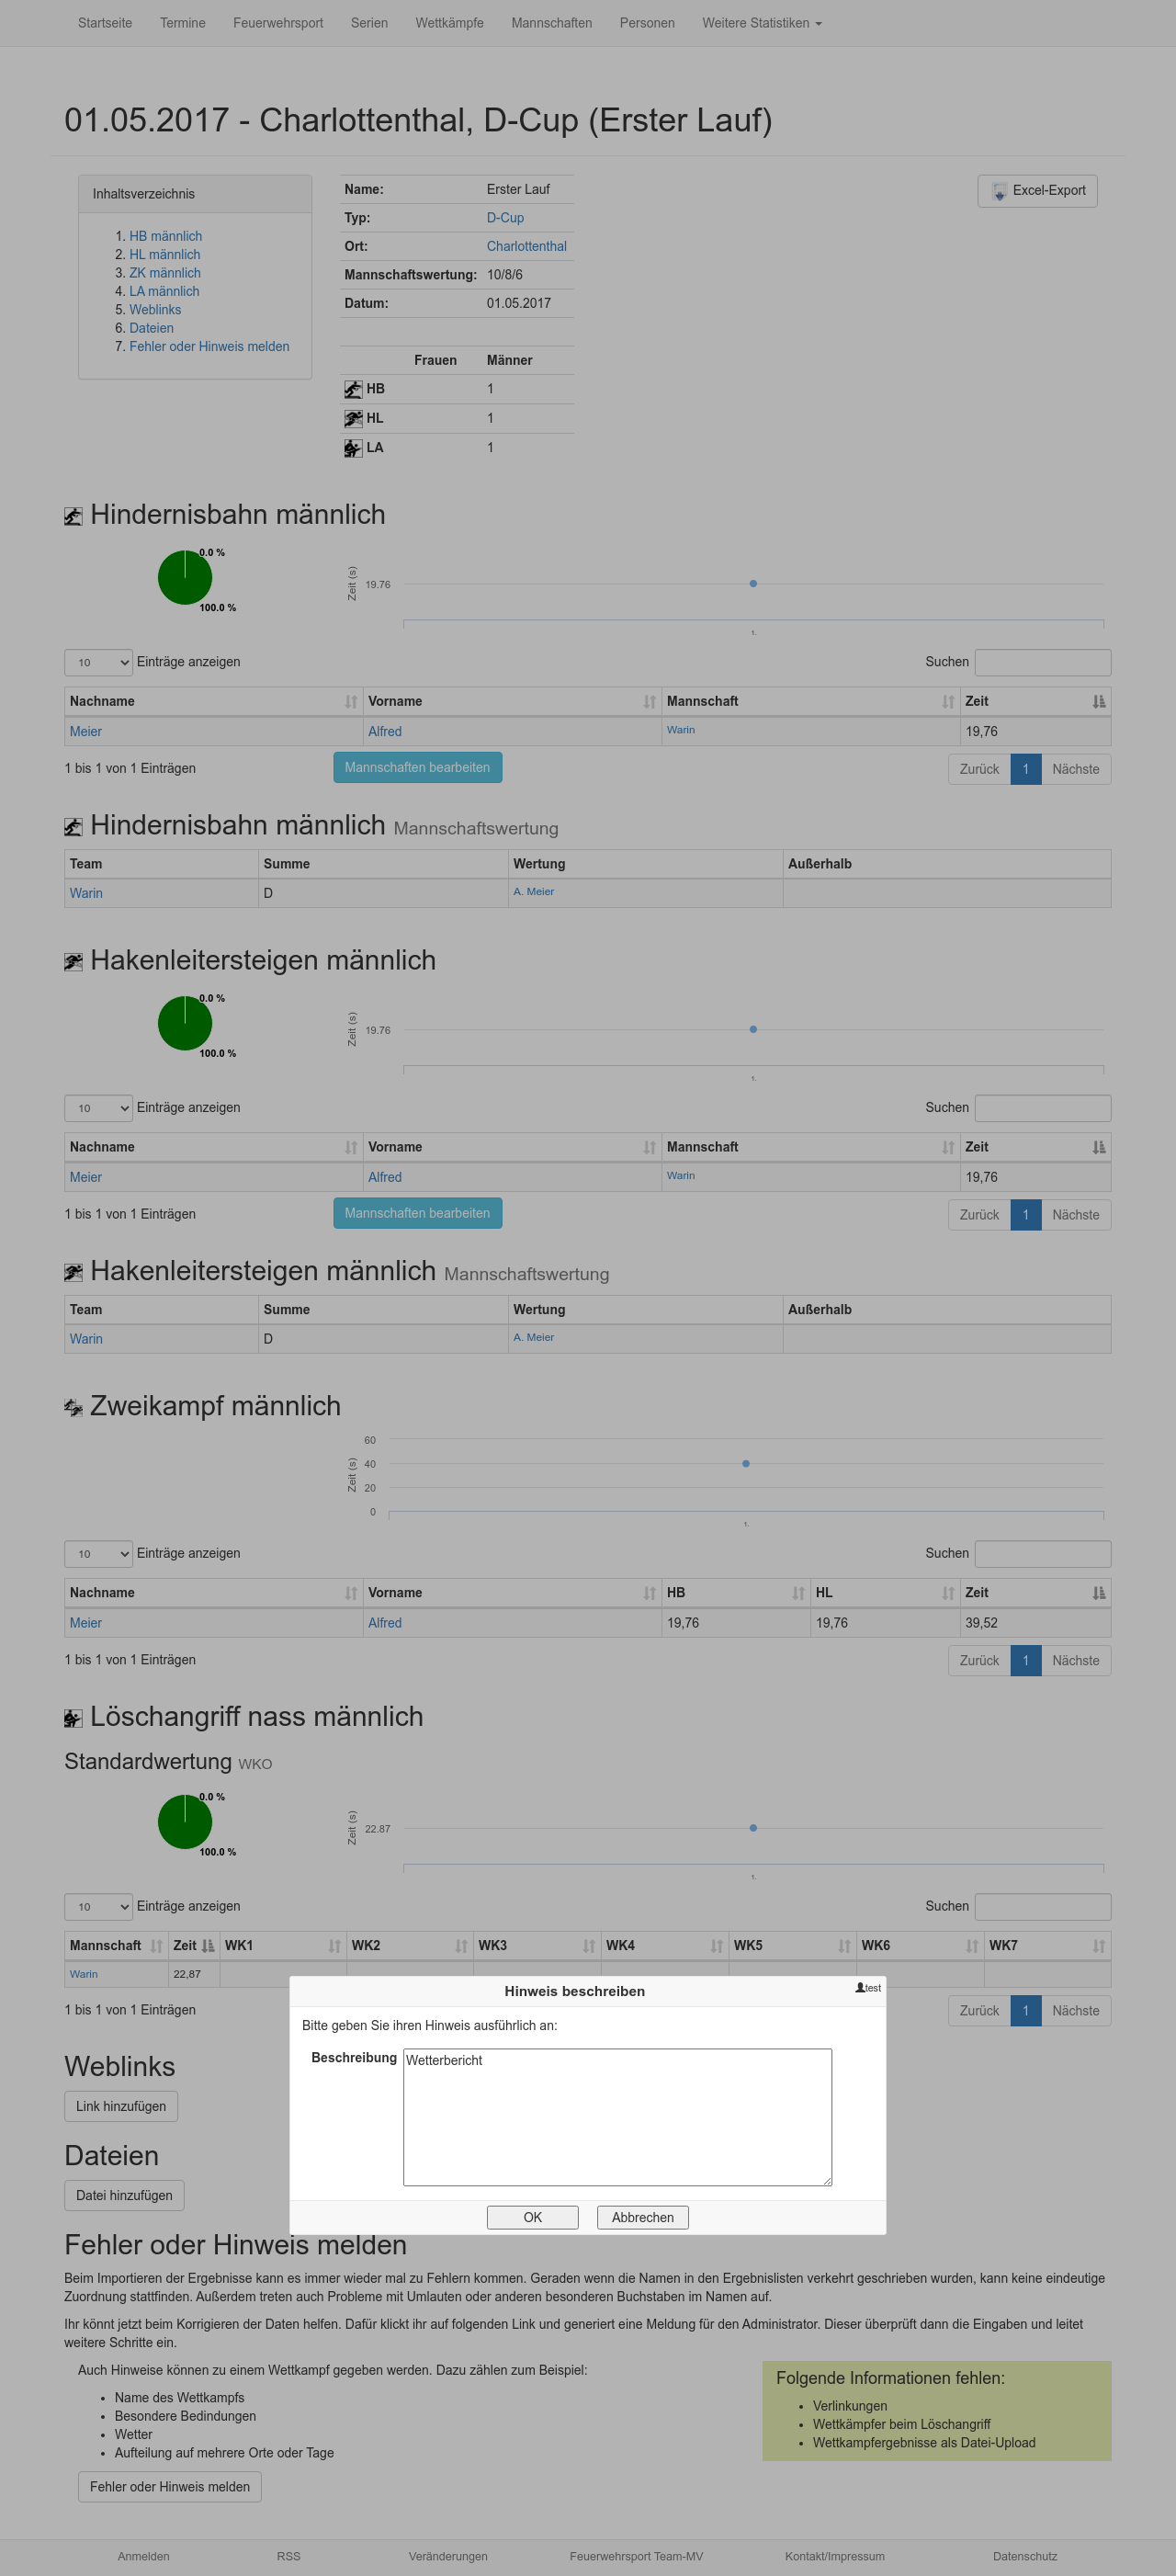 Startseite Termine Feuerwehrsport Serien Wettkämpfe Mannschaften Personen Weitere Statistiken
01.05.2017 - Charlottenthal, D-Cup (Erster Lauf)
Inhaltsverzeichnis
1. HB männlich
2. HL männlich
3. ZK männlich
4. LA männlich
5. Weblinks
6. Dateien
7. Fehler oder Hinweis melden
Name: Erster Lauf
Typ: D-Cup
Ort: Charlottenthal
Mannschaftswertung: 10/8/6
Datum: 01.05.2017
Frauen Männer
HB 1
HL 1
LA 1
Excel-Export
Hindernisbahn männlich
0.0 %
100.0 %
Zeit (s)
19.76
1.
10 Einträge anzeigen Suchen
Nachname Vorname Mannschaft Zeit
Meier Alfred Warin 19,76
1 bis 1 von 1 Einträgen Mannschaften bearbeiten Zurück 1 Nächste
Hindernisbahn männlich Mannschaftswertung
Team Summe Wertung Außerhalb
Warin D A. Meier
Hakenleitersteigen männlich
0.0 %
100.0 %
Zeit (s)
19.76
1.
10 Einträge anzeigen Suchen
Nachname Vorname Mannschaft Zeit
Meier Alfred Warin 19,76
1 bis 1 von 1 Einträgen Mannschaften bearbeiten Zurück 1 Nächste
Hakenleitersteigen männlich Mannschaftswertung
Team Summe Wertung Außerhalb
Warin D A. Meier
Zweikampf männlich
Zeit (s)
60
40
20
0
1.
10 Einträge anzeigen Suchen
Nachname Vorname HB HL Zeit
Meier Alfred 19,76 19,76 39,52
1 bis 1 von 1 Einträgen Zurück 1 Nächste
Löschangriff nass männlich
Standardwertung WKO
0.0 %
100.0 %
Zeit (s)
22.87
1.
10 Einträge anzeigen Suchen
Mannschaft Zeit WK1 WK2 WK3 WK4 WK5 WK6 WK7
Warin 22,87
1 bis 1 von 1 Einträgen Zurück 1 Nächste
Hinweis beschreiben test
Bitte geben Sie ihren Hinweis ausführlich an:
Beschreibung Wetterbericht
OK Abbrechen
Weblinks
Link hinzufügen
Dateien
Datei hinzufügen
Fehler oder Hinweis melden
Beim Importieren der Ergebnisse kann es immer wieder mal zu Fehlern kommen. Geraden wenn die Namen in den Ergebnislisten verkehrt geschrieben wurden, kann keine eindeutige
Zuordnung stattfinden. Außerdem treten auch Probleme mit Umlauten oder anderen besonderen Buchstaben im Namen auf.
Ihr könnt jetzt beim Korrigieren der Daten helfen. Dafür klickt ihr auf folgenden Link und generiert eine Meldung für den Administrator. Dieser überprüft dann die Eingaben und leitet
weitere Schritte ein.
Auch Hinweise können zu einem Wettkampf gegeben werden. Dazu zählen zum Beispiel:
Name des Wettkampfs
Besondere Bedindungen
Wetter
Aufteilung auf mehrere Orte oder Tage
Fehler oder Hinweis melden
Folgende Informationen fehlen:
Verlinkungen
Wettkämpfer beim Löschangriff
Wettkampfergebnisse als Datei-Upload
Anmelden RSS Veränderungen Feuerwehrsport Team-MV Kontakt/Impressum Datenschutz